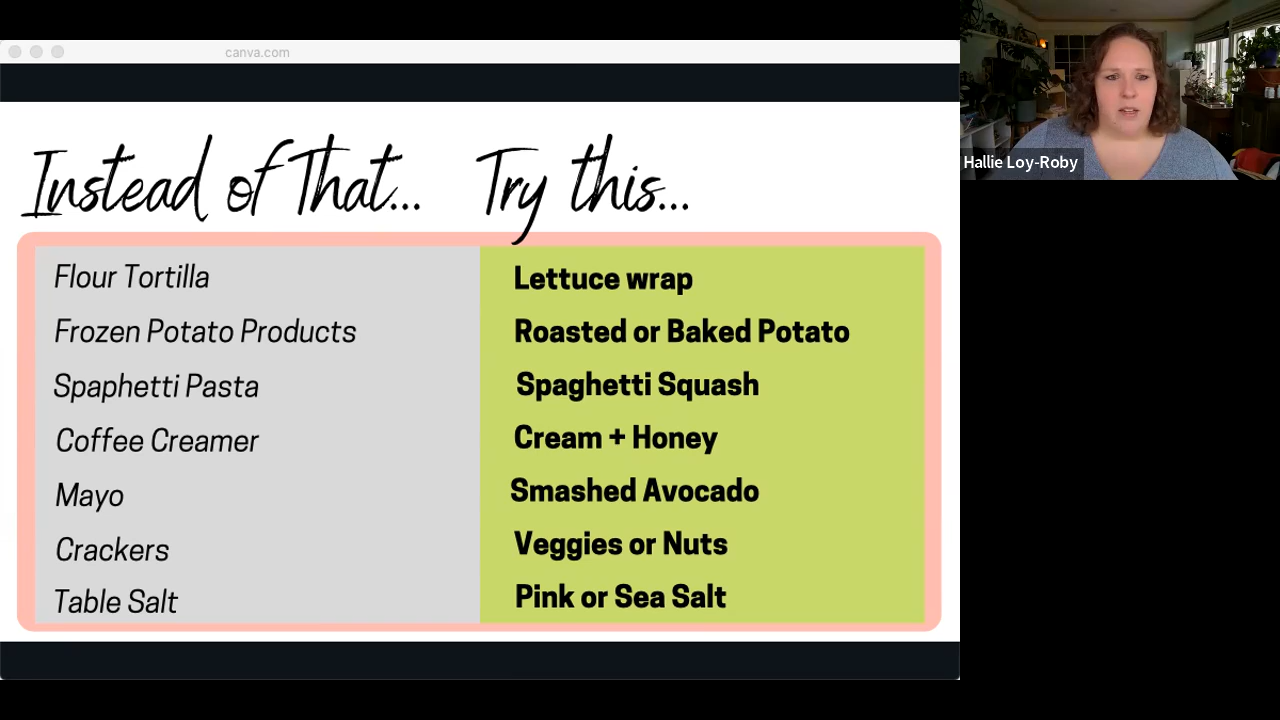 canva.com
Instead of That... Try this...
Flour Tortilla Lettuce wrap
Frozen Potato Products Roasted or Baked Potato
Spaphetti Pasta Spaghetti Squash
Coffee Creamer Cream + Honey
Mayo Smashed Avocado
Crackers Veggies or Nuts
Table Salt Pink or Sea Salt
Hallie Loy-Roby